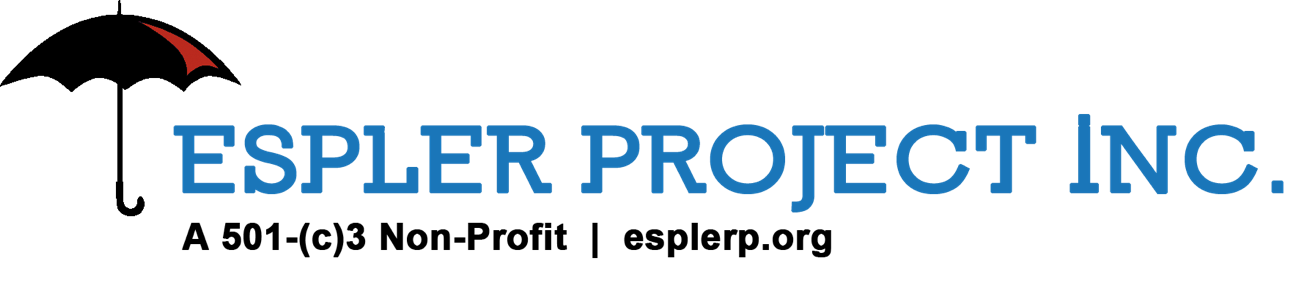 ESPLER PROJECT INC.
A 501-(c)3 Non-Profit | esplerp.org